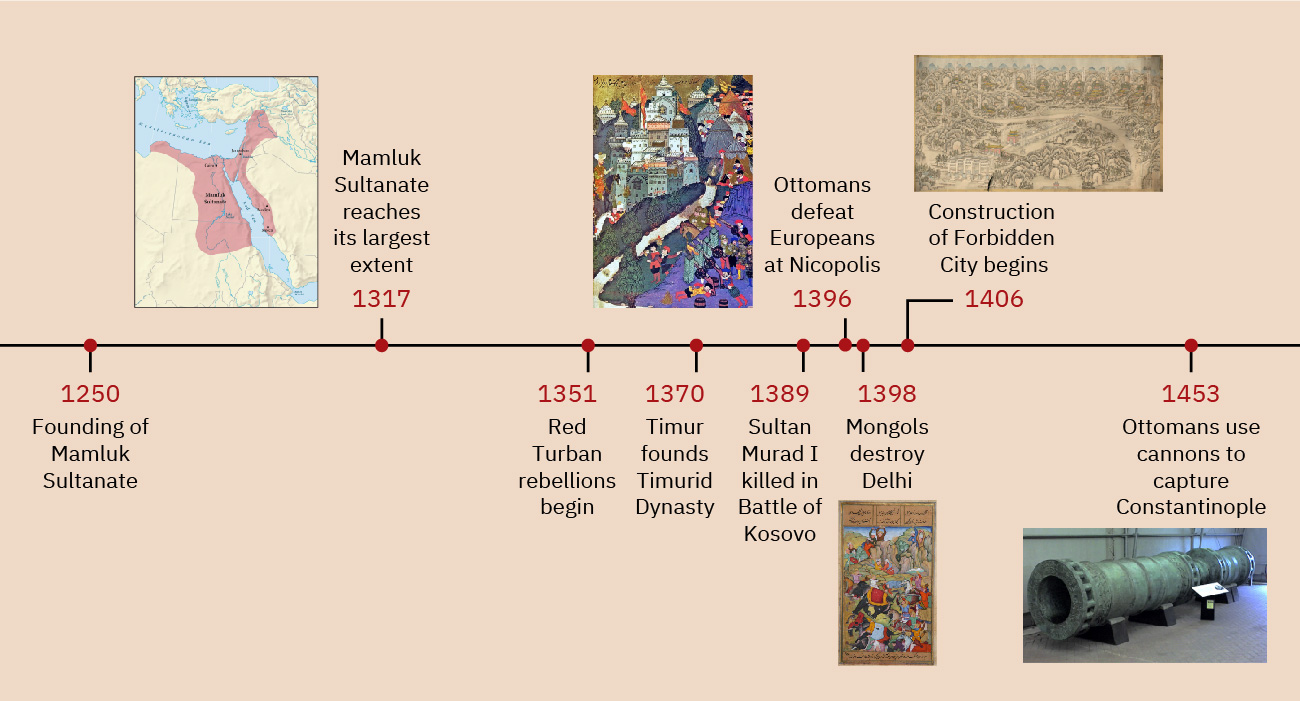 Mamluk
Sultanate
reaches
its largest
extent
1317
Ottomans
defeat
Europeans
at Nicopolis
1396
Construction
of Forbidden
City begins
1406
1250
Founding of
Mamluk
Sultanate
1351
Red
Turban
rebellions
begin
1370
Timur
founds
Timurid
Dynasty
1389
Sultan
Murad I
killed in
Battle of
Kosovo
1398
Mongols
destroy
Delhi
1453
Ottomans use
cannons to
capture
Constantinople
Mamluk
Sultanate